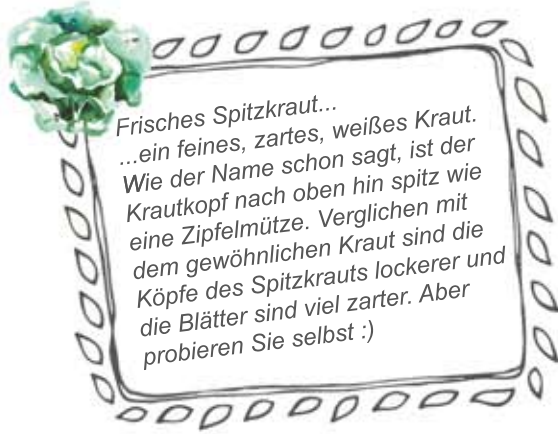 Frisches Spitzkraut...
...ein feines, zartes, weißes Kraut.
Wie der Name schon sagt, ist der
Krautkopf nach oben hin spitz wie
eine Zipfelmütze. Verglichen mit
dem gewöhnlichen Kraut sind die
Köpfe des Spitzkrauts lockerer und
die Blätter sind viel zarter. Aber
probieren Sie selbst :)